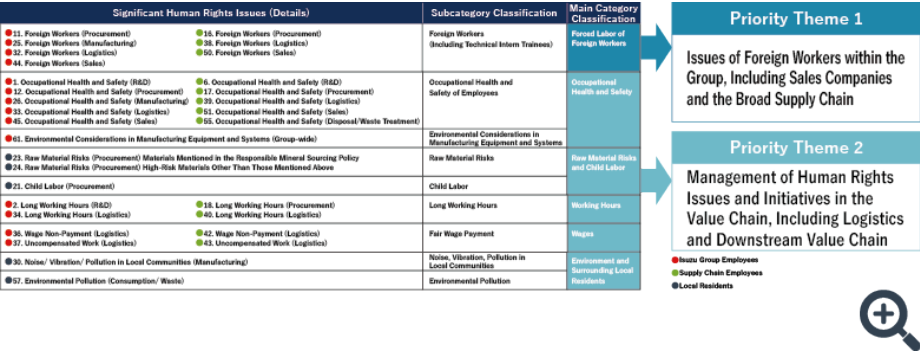 Significant Human Rights Issues (Details)
Subcategory Classification
Main Category
Classification
11. Foreign Workers (Procurement)
16. Foreign Workers (Procurement)
25. Foreign Workers (Manufacturing)
38. Foreign Workers (Logistics)
32. Foreign Workers (Logistics)
50. Foreign Workers (Sales)
44. Foreign Workers (Sales)
Foreign Workers
(Including Technical Intern Trainees)
Forced Labor of
Foreign Workers
1. Occupational Health and Safety (R&D)
6. Occupational Health and Safety (R&D)
12. Occupational Health and Safety (Procurement)
17. Occupational Health and Safety (Procurement)
26. Occupational Health and Safety (Manufacturing)
39. Occupational Health and Safety (Logistics)
33. Occupational Health and Safety (Logistics)
51. Occupational Health and Safety (Sales)
45. Occupational Health and Safety (Sales)
55. Occupational Health and Safety (Disposal/Waste Treatment)
Occupational Health and
Safety of Employees
Occupational
Health and Safety
61. Environmental Considerations in Manufacturing Equipment and Systems (Group-wide)
Environmental Considerations in
Manufacturing Equipment and Systems
23. Raw Material Risks (Procurement) Materials Mentioned in the Responsible Mineral Sourcing Policy
24. Raw Material Risks (Procurement) High-Risk Materials Other Than Those Mentioned Above
Raw Material Risks
Raw Material Risks
and Child Labor
21. Child Labor (Procurement)
Child Labor
2. Long Working Hours (R&D)
18. Long Working Hours (Procurement)
34. Long Working Hours (Logistics)
40. Long Working Hours (Logistics)
Long Working Hours
Working Hours
36. Wage Non-Payment (Logistics)
42. Wage Non-Payment (Logistics)
37. Uncompensated Work (Logistics)
43. Uncompensated Work (Logistics)
Fair Wage Payment
Wages
30. Noise/ Vibration/ Pollution in Local Communities (Manufacturing)
Noise, Vibration, Pollution in
Local Communities
Environment and
Surrounding Local
Residents
57. Environmental Pollution (Consumption/ Waste)
Environmental Pollution
Priority Theme 1
Issues of Foreign Workers within the
Group, Including Sales Companies
and the Broad Supply Chain
Priority Theme 2
Management of Human Rights
Issues and Initiatives in the
Value Chain, Including Logistics
and Downstream Value Chain
Isuzu Group Employees
Supply Chain Employees
Local Residents